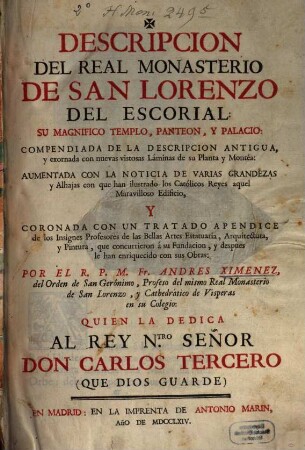 2° H. Mon. 2495
DESCRIPCION
DEL REAL MONASTERIO
DE SAN LORENZO
DEL ESCORIAL:
SU MAGNIFICO TEMPLO, PANTEON, Y PALACIO:
COMPENDIADA DE LA DESCRIPCION ANTIGUA,
y exornada con nuevas vistosas Láminas de su Planta y Montéa:
AUMENTADA CON LA NOTICIA DE VARIAS GRANDEZAS
y Alhajas con que han ilustrado los Católicos Reyes aquel
Maravilloso Edificio,
Y
CORONADA CON UN TRATADO APENDICE
de los Insignes Profesores de las Bellas Artes Estatuaria, Arquitectura,
y Pintura, que concurrieron á su Fundacion, y despues
le han enriquecido con sus Obras:
POR EL R. P. M. Fr. ANDRES XIMENEZ,
del Orden de San Gerónimo, Profeso del mismo Real Monasterio
de San Lorenzo, y Cathedrático de Visperas
en su Colegio:
QUIEN LA DEDICA
AL REY N.TRO SEÑOR
DON CARLOS TERCERO
(QUE DIOS GUARDE)
EN MADRID: EN LA IMPRENTA DE ANTONIO MARIN,
AÑO DE MDCCLXIV.